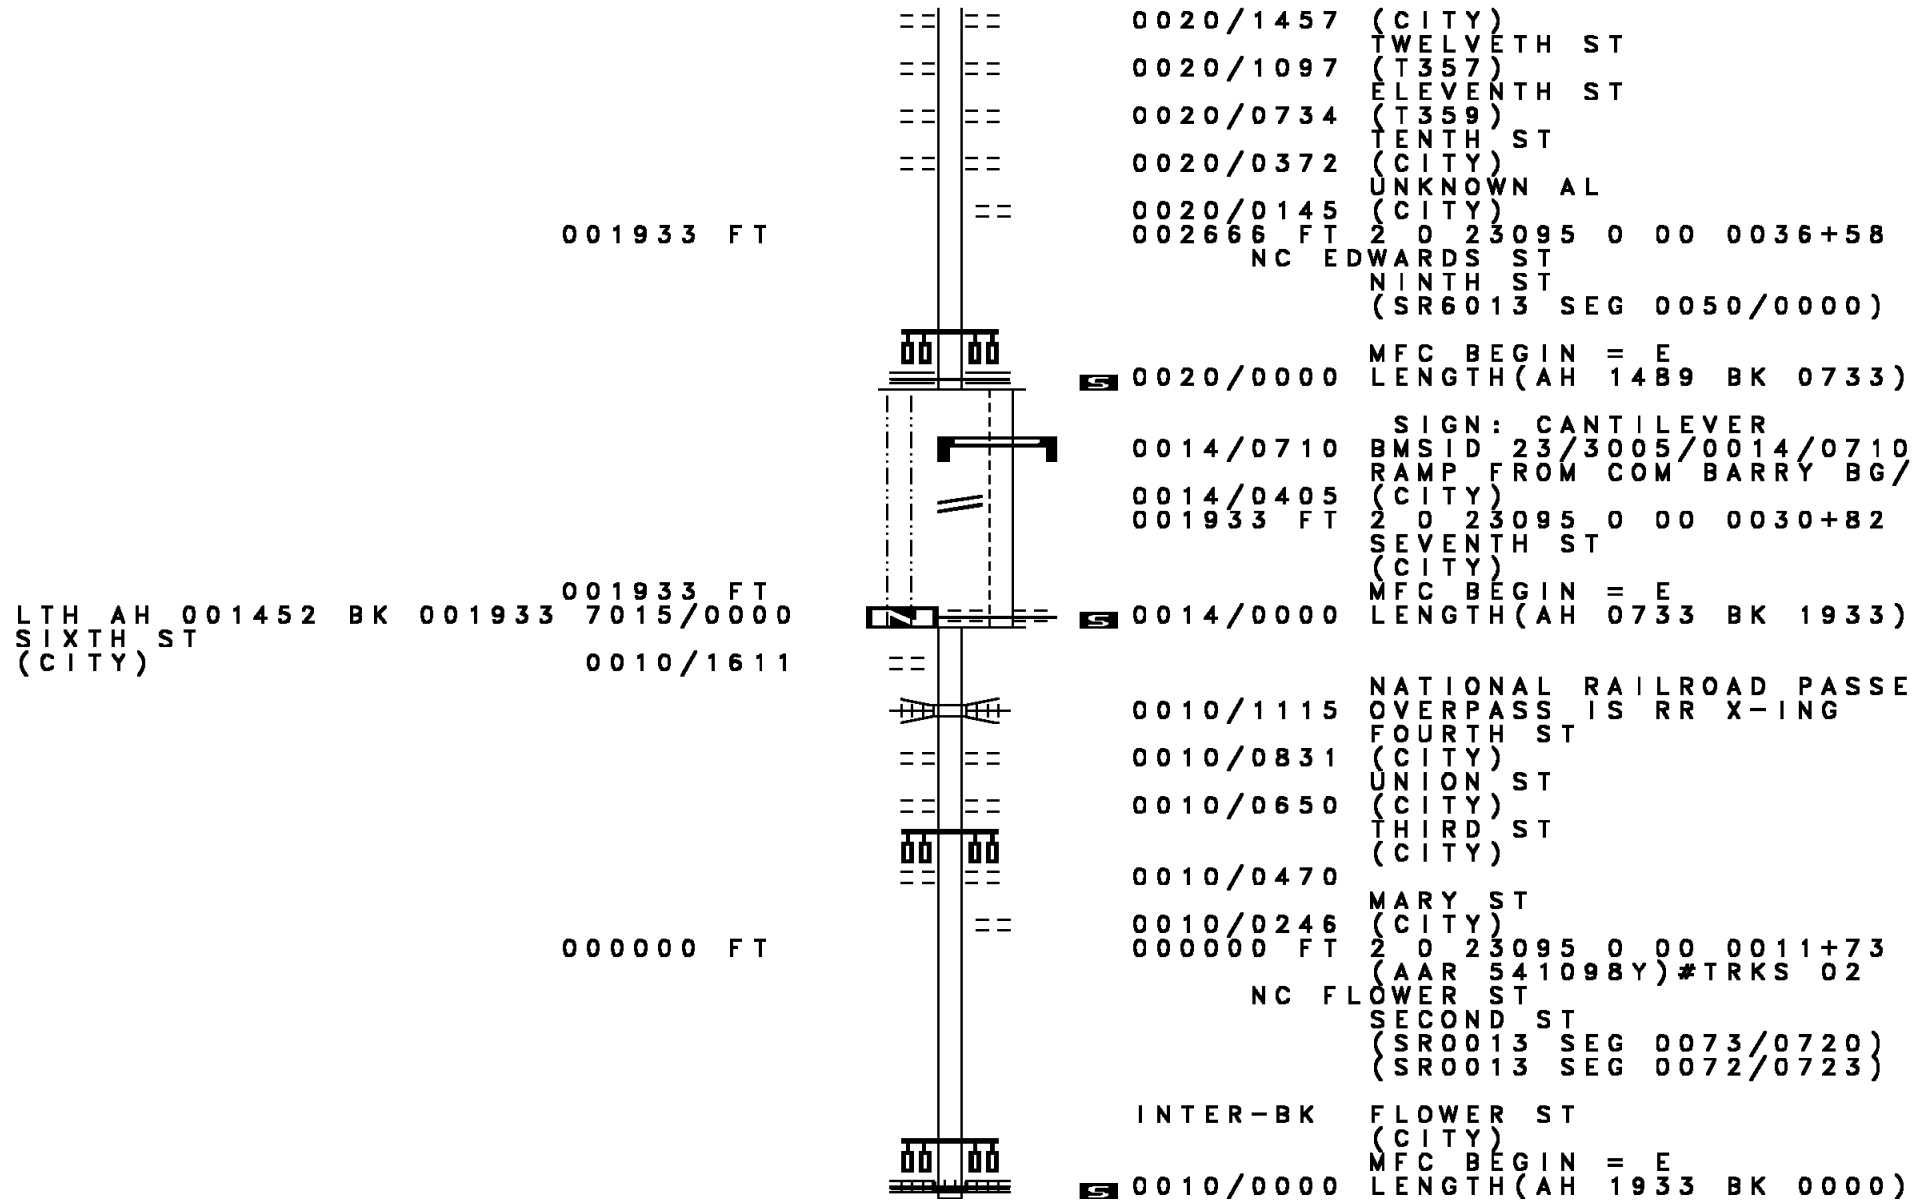 0020/1457 (CITY)
TWELVETH ST
0020/1097 (T357)
ELEVENTH ST
0020/0734 (T359)
TENTH ST
0020/0372 (CITY)
UNKNOWN AL
0020/0145 (CITY)
001933 FT 002666 FT 2 0 23095 0 00 0036+58
NC EDWARDS ST
NINTH ST
(SR6013 SEG 0050/0000)
MFC BEGIN = E
S 0020/0000 LENGTH(AH 1489 BK 0733)
SIGN: CANTILEVER
0014/0710 BMSID 23/3005/0014/0710
RAMP FROM COM BARRY BG/
0014/0405 (CITY)
001933 FT 2 0 23095 0 00 0030+82
SEVENTH ST
(CITY)
001933 FT MFC BEGIN = E
LTH AH 001452 BK 001933 7015/0000 N S 0014/0000 LENGTH(AH 0733 BK 1933)
SIXTH ST
(CITY) 0010/1611
NATIONAL RAILROAD PASSE
0010/1115 OVERPASS IS RR X-ING
FOURTH ST
0010/0831 (CITY)
UNION ST
0010/0650 (CITY)
THIRD ST
(CITY)
0010/0470
MARY ST
0010/0246 (CITY)
000000 FT 000000 FT 2 0 23095 0 00 0011+73
(AAR 541098Y)#TRKS 02
NC FLOWER ST
SECOND ST
(SR0013 SEG 0073/0720)
(SR0013 SEG 0072/0723)
INTER-BK FLOWER ST
(CITY)
MFC BEGIN = E
S 0010/0000 LENGTH(AH 1933 BK 0000)